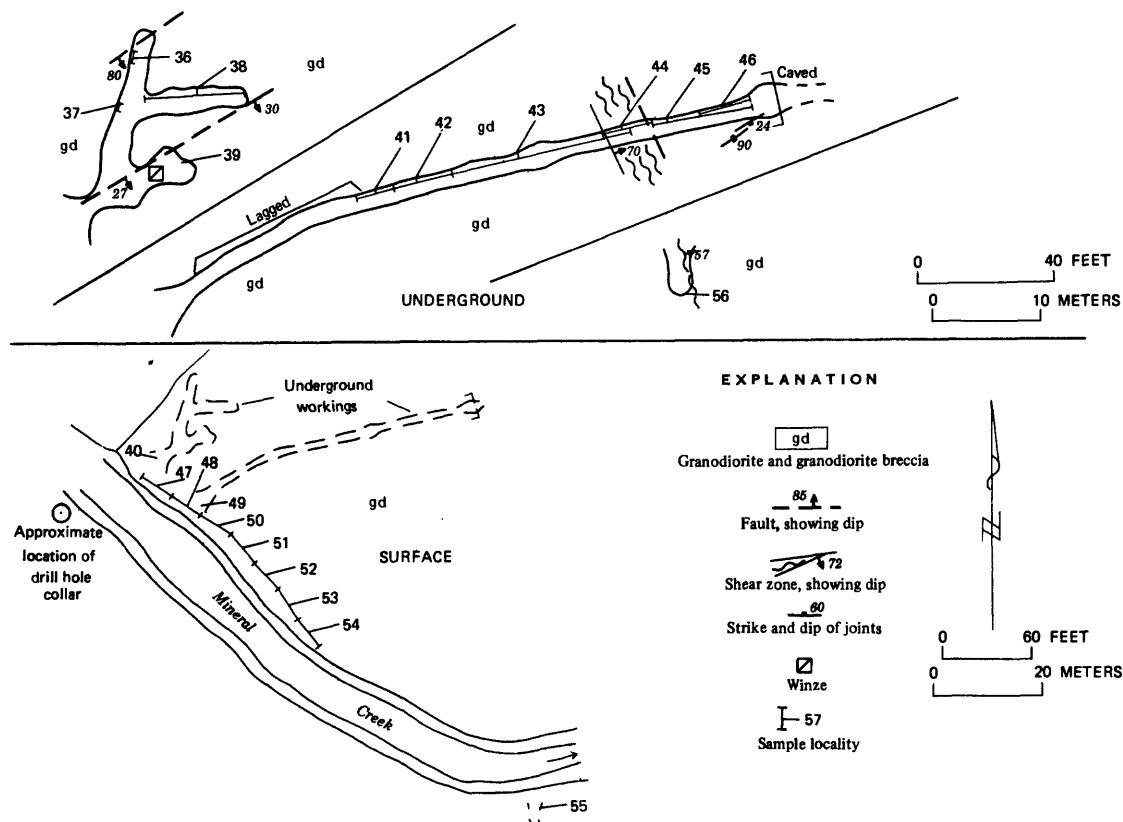 36
80
38
gd
37
30
gd
39
27
Lagged
41
42
gd
43
44
45
46
Caved
70
24
90
gd
gd
UNDERGROUND
57
gd
56
0 40 FEET
0 10 METERS
Underground
workings
40
47
48
49
50
51
52
53
54
gd
SURFACE
Approximate
location of
drill hole
collar
Mineral
Creek
55
EXPLANATION
gd
Granodiorite and granodiorite breccia
85
Fault, showing dip
72
Shear zone, showing dip
60
Strike and dip of joints
Winze
57
Sample locality
N
0 60 FEET
0 20 METERS